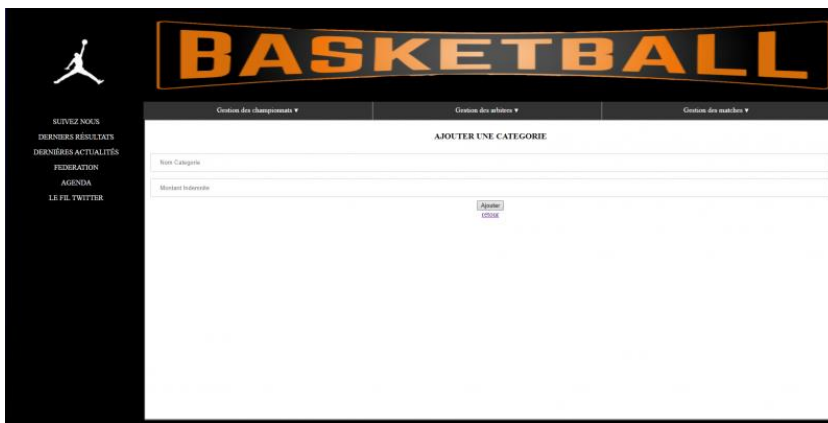 BASKETBALL
Gestion des championnats ▼
Gestion des arbitres ▼
Gestion des matches ▼
SUIVEZ NOUS
DERNIERS RÉSULTATS
DERNIÈRES ACTUALITÉS
FEDERATION
AGENDA
LE FIL TWITTER
AJOUTER UNE CATEGORIE
Nom Categorie
Montant Indemnite
Ajouter
retour